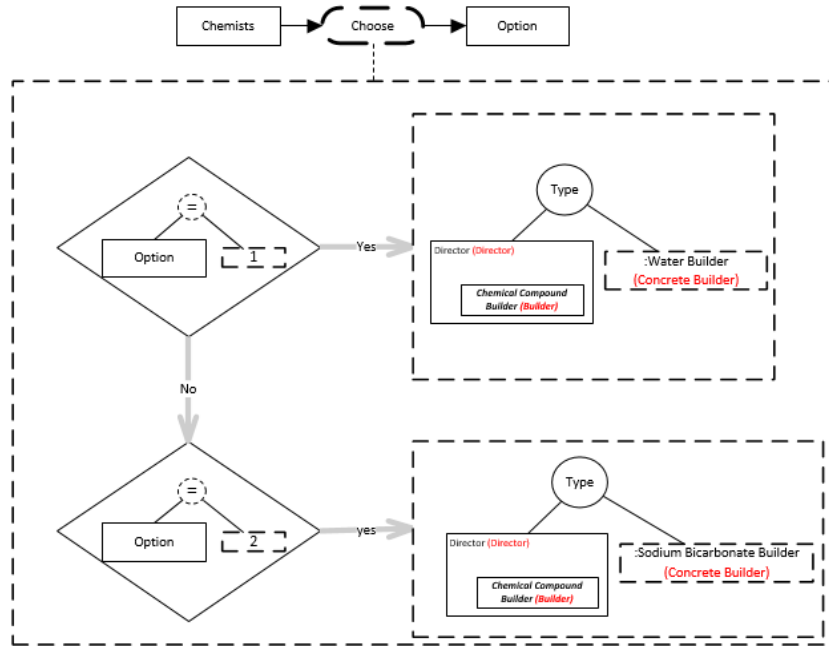 Chemists
Choose
Option
Type
=
Option
1
Yes
Director (Director)
:Water Builder
(Concrete Builder)
Chemical Compound
Builder (Builder)
No
Type
=
Option
2
yes
Director (Director)
:Sodium Bicarbonate Builder
(Concrete Builder)
Chemical Compound
Builder (Builder)